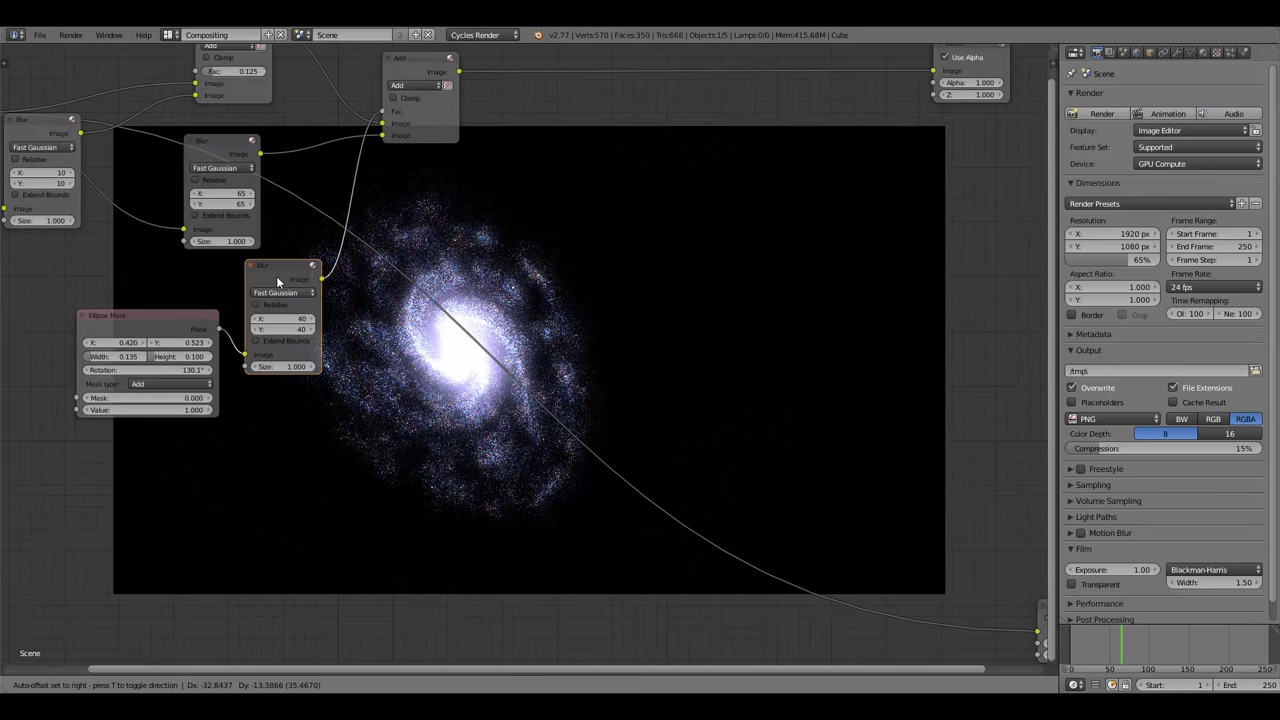 File Render Window Help Compositing Scene 2 Cycles Render v2.77 | Verts:570 | Faces:350 | Tris:668 | Objects:1/5 | Lamps:0/0 | Mem:415.68M | Cube
Add
Clamp
Fac: 0.125
Image
Image
Add
Image
Add
Clamp
Fac
Image
Image
Use Alpha
Image
Alpha: 1.000
Z: 1.000
Blur
Image
Fast Gaussian
Relative
X: 10
Y: 10
Extend Bounds
Image
Size: 1.000
Blur
Image
Fast Gaussian
Relative
X: 65
Y: 65
Extend Bounds
Image
Size: 1.000
Blur
Image
Fast Gaussian
Relative
X: 40
Y: 40
Extend Bounds
Image
Size: 1.000
Ellipse Mask
Mask
X: 0.420 Y: 0.523
Width: 0.135 Height: 0.100
Rotation: 130.1°
Mask type: Add
Mask: 0.000
Value: 1.000
Scene
Auto-offset set to right - press T to toggle direction | Dx: -32.8437 Dy: -13.3866 (35.4670)
Scene
Render
Render Animation Audio
Display: Image Editor
Feature Set: Supported
Device: GPU Compute
Dimensions
Render Presets
Resolution: Frame Range:
X: 1920 px Start Frame: 1
Y: 1080 px End Frame: 250
65% Frame Step: 1
Aspect Ratio: Frame Rate:
X: 1.000 24 fps
Y: 1.000 Time Remapping:
Border Crop Ol: 100 Ne: 100
Metadata
Output
/tmp\
Overwrite File Extensions
Placeholders Cache Result
PNG BW RGB RGBA
Color Depth: 8 16
Compression: 15%
Freestyle
Sampling
Volume Sampling
Light Paths
Motion Blur
Film
Exposure: 1.00 Blackman-Harris
Transparent Width: 1.50
Performance
Post Processing
0 50 100 150 200 250
Start: 1 End: 250